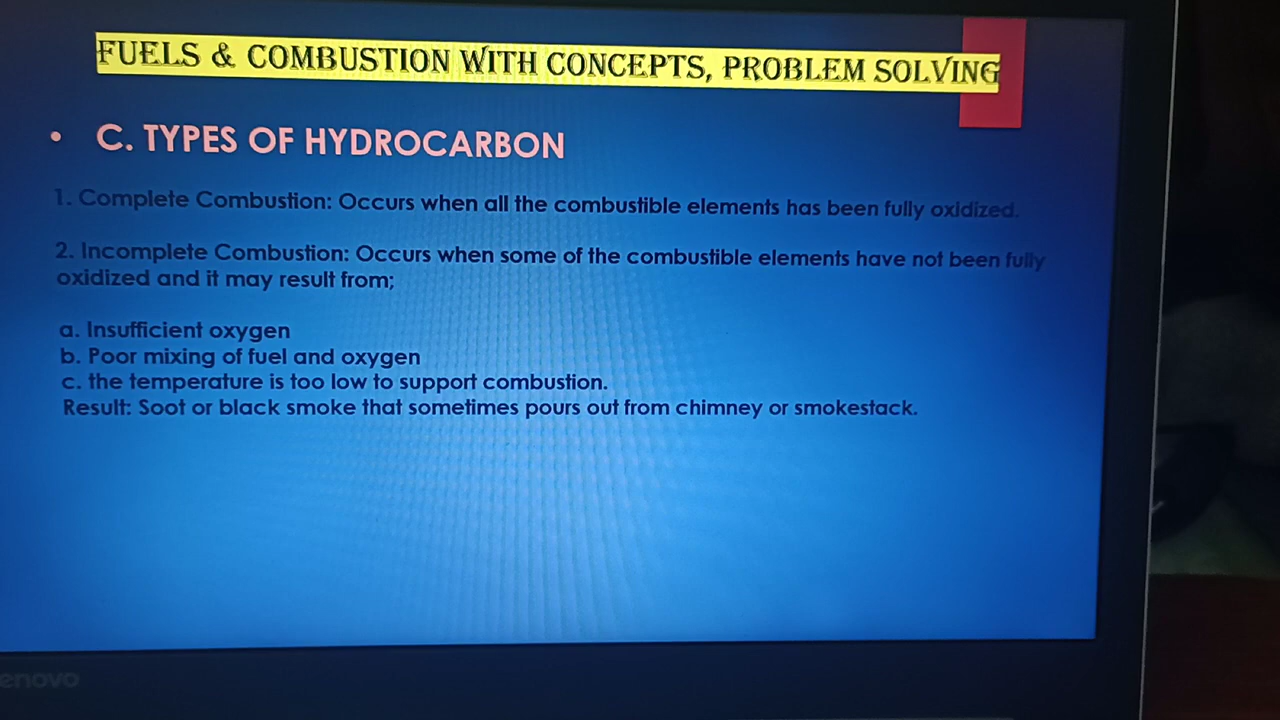 FUELS & COMBUSTION WITH CONCEPTS, PROBLEM SOLVING
• C. TYPES OF HYDROCARBON
1. Complete Combustion: Occurs when all the combustible elements has been fully oxidized.
2. Incomplete Combustion: Occurs when some of the combustible elements have not been fully
oxidized and it may result from;
a. Insufficient oxygen
b. Poor mixing of fuel and oxygen
c. the temperature is too low to support combustion.
Result: Soot or black smoke that sometimes pours out from chimney or smokestack.
enovo